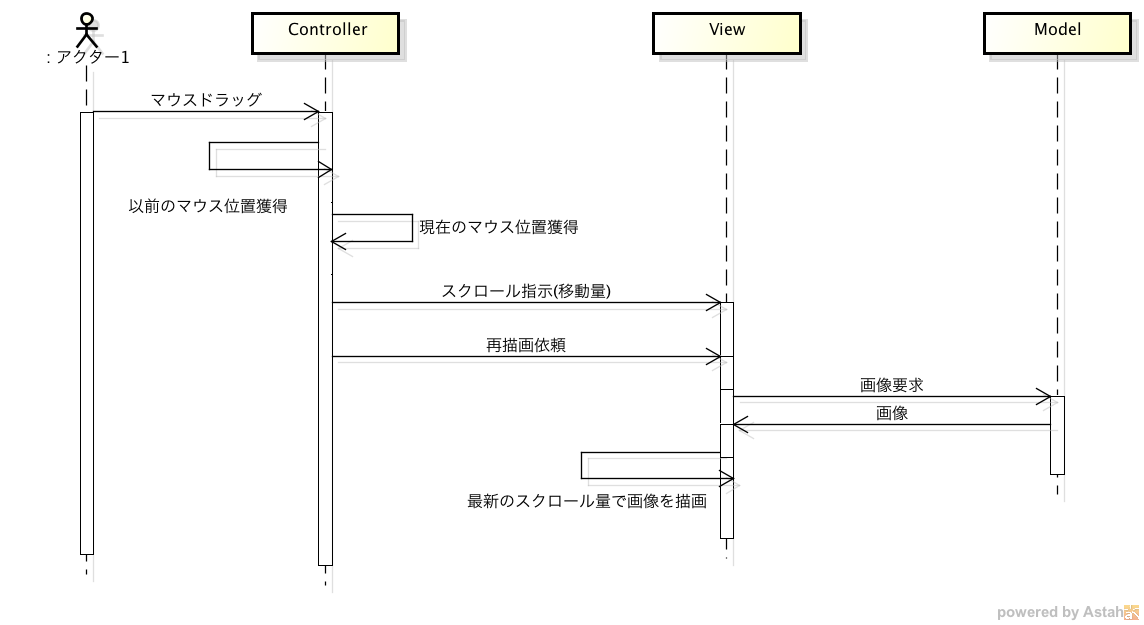 : アクター1
Controller
View
Model
マウスドラッグ
以前のマウス位置獲得
現在のマウス位置獲得
スクロール指示(移動量)
再描画依頼
画像要求
画像
最新のスクロール量で画像を描画
powered by Astah